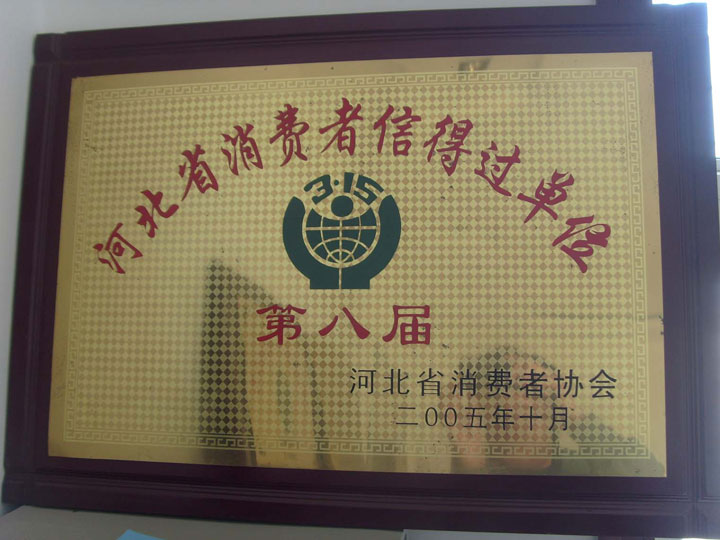 河北省消费者信得过单位
3·15
第八届
河北省消费者协会
二00五年十月